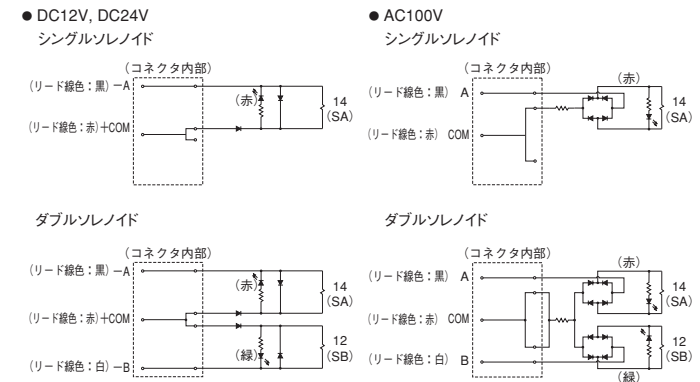 ● DC12V, DC24V
シングルソレノイド
(コネクタ内部)
(リード線色:黒) −A
(赤)
14
(SA)
(リード線色:赤)+COM
● AC100V
シングルソレノイド
(コネクタ内部)
(赤)
(リード線色:黒) A
14
(SA)
(リード線色:赤) COM
ダブルソレノイド
(コネクタ内部)
(リード線色:黒) −A
(赤)
14
(SA)
(リード線色:赤)+COM
12
(SB)
(緑)
(リード線色:白) −B
ダブルソレノイド
(コネクタ内部)
(赤)
(リード線色:黒) A
14
(SA)
(リード線色:赤) COM
12
(SB)
(リード線色:白) B
(緑)